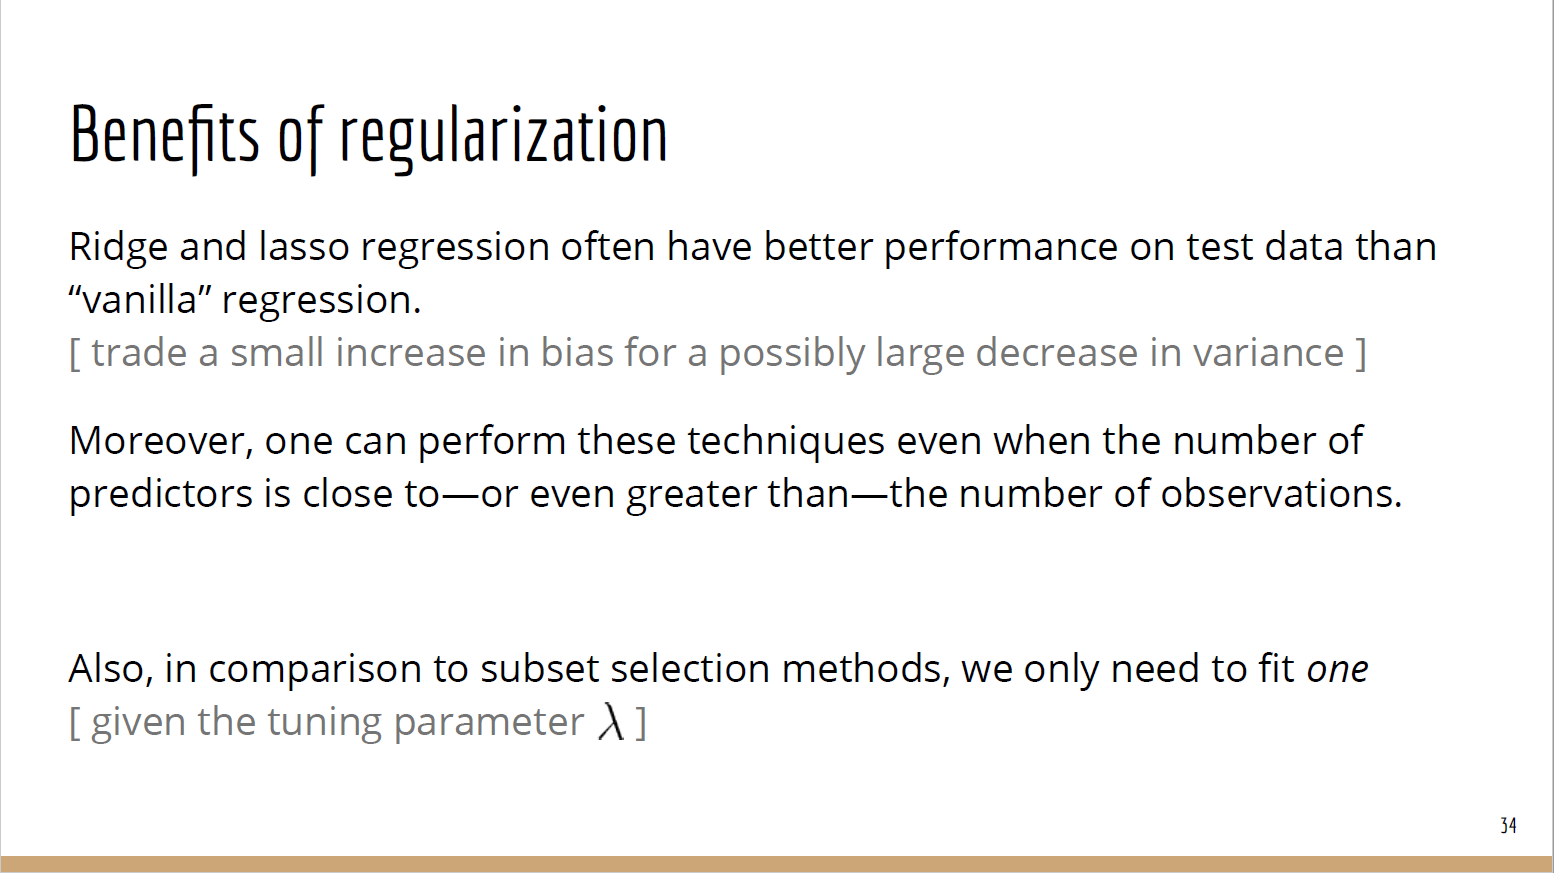 Benefits of regularization
Ridge and lasso regression often have better performance on test data than
“vanilla” regression.
[ trade a small increase in bias for a possibly large decrease in variance ]
Moreover, one can perform these techniques even when the number of
predictors is close to—or even greater than—the number of observations.
Also, in comparison to subset selection methods, we only need to fit one
[ given the tuning parameter λ ]
34